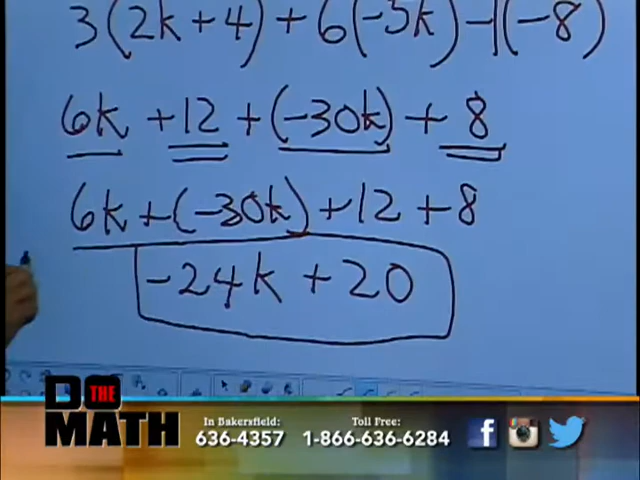 3(2k+4)+6(-5k)-1(-8)
6k +12 +(-30k) + 8
6k+(-30k)+12 +8
-24k +20
DO THE MATH
In Bakersfield: 636-4357
Toll Free: 1-866-636-6284
f